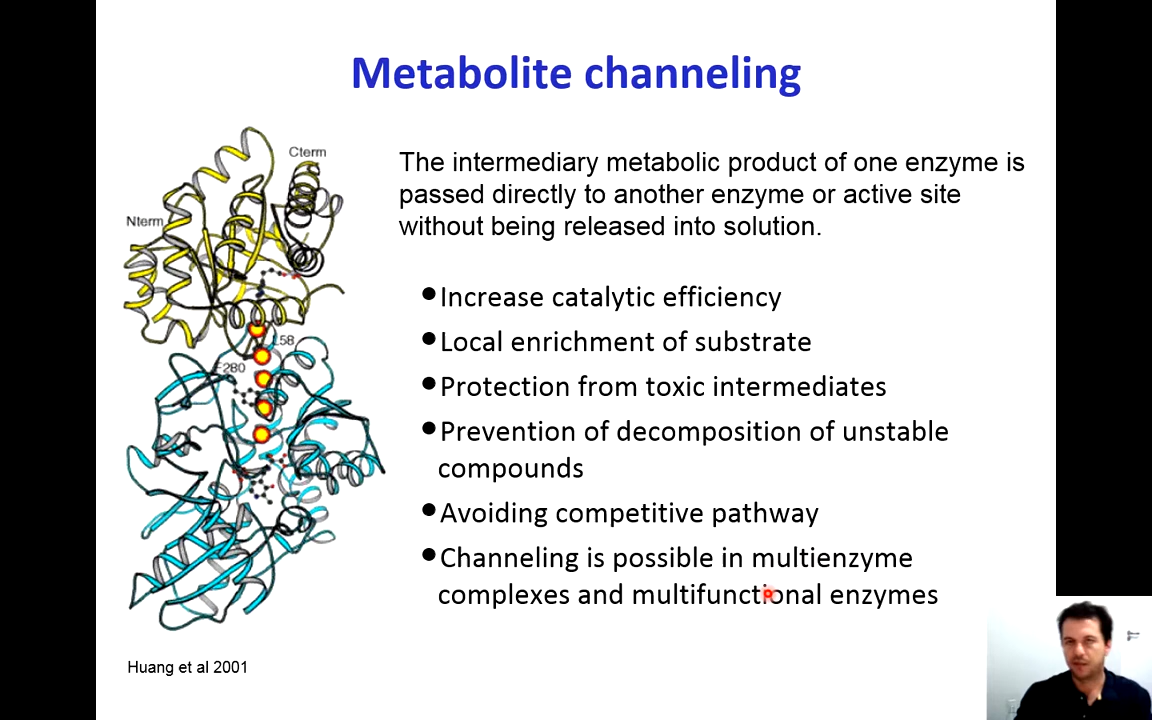 Metabolite channeling
Cterm
Nterm
L58
F280
The intermediary metabolic product of one enzyme is
passed directly to another enzyme or active site
without being released into solution.
•Increase catalytic efficiency
•Local enrichment of substrate
•Protection from toxic intermediates
•Prevention of decomposition of unstable
compounds
•Avoiding competitive pathway
•Channeling is possible in multienzyme
complexes and multifunctional enzymes
Huang et al 2001